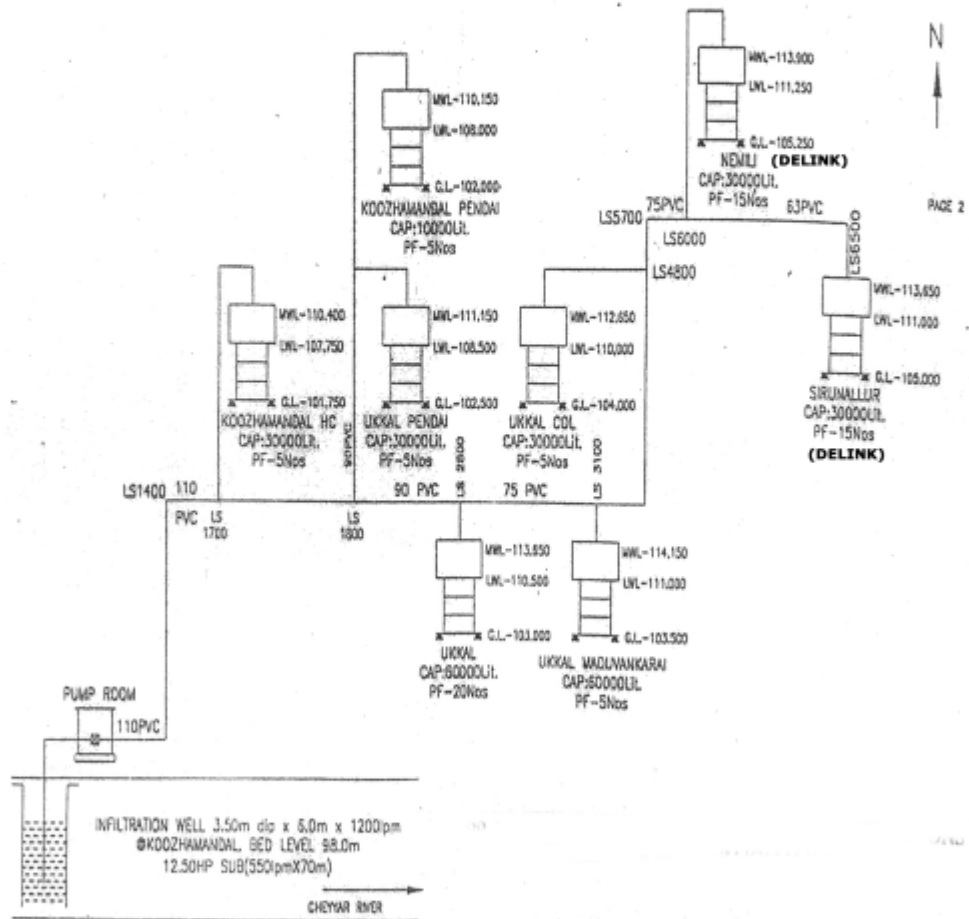 N
MWL-113.900
LWL-111.250
G.L.-105.250
NEMILI (DELINK)
CAP:30000Lit.
PF-15Nos
PAGE 2
MWL-110.150
LWL-108.000
G.L.-102.000
KOOZHAMANDAL PENDAI
CAP:10000Lit.
PF-5Nos
75PVC
63PVC
LS5700
LS6000
LS6500
LS4800
MWL-113.650
LWL-111.000
G.L.-105.000
SIRUNALLUR
CAP:30000Lit.
PF-15Nos
(DELINK)
MWL-110.400
LWL-107.750
G.L.-101.750
KOOZHAMANDAL HC
CAP:30000Lit.
PF-5Nos
MWL-111.150
LWL-108.500
G.L.-102.500
UKKAL PENDAI
CAP:30000Lit.
PF-5Nos
MWL-112.650
LWL-110.000
G.L.-104.000
UKKAL COL
CAP:30000Lit.
PF-5Nos
90PVC
LS 2600
LS 3100
LS1400
110
PVC
LS
1700
LS
1800
90 PVC
75 PVC
MWL-113.650
LWL-110.500
G.L.-103.000
UKKAL
CAP:60000Lit.
PF-20Nos
MWL-114.150
LWL-111.000
G.L.-103.500
UKKAL MADUVANKARAI
CAP:60000Lit.
PF-5Nos
PUMP ROOM
110PVC
INFILTRATION WELL 3.50m dia x 6.0m x 1200lpm
@KOOZHAMANDAL, BED LEVEL 98.0m
12.50HP SUB(550lpmX70m)
CHEYYAR RIVER